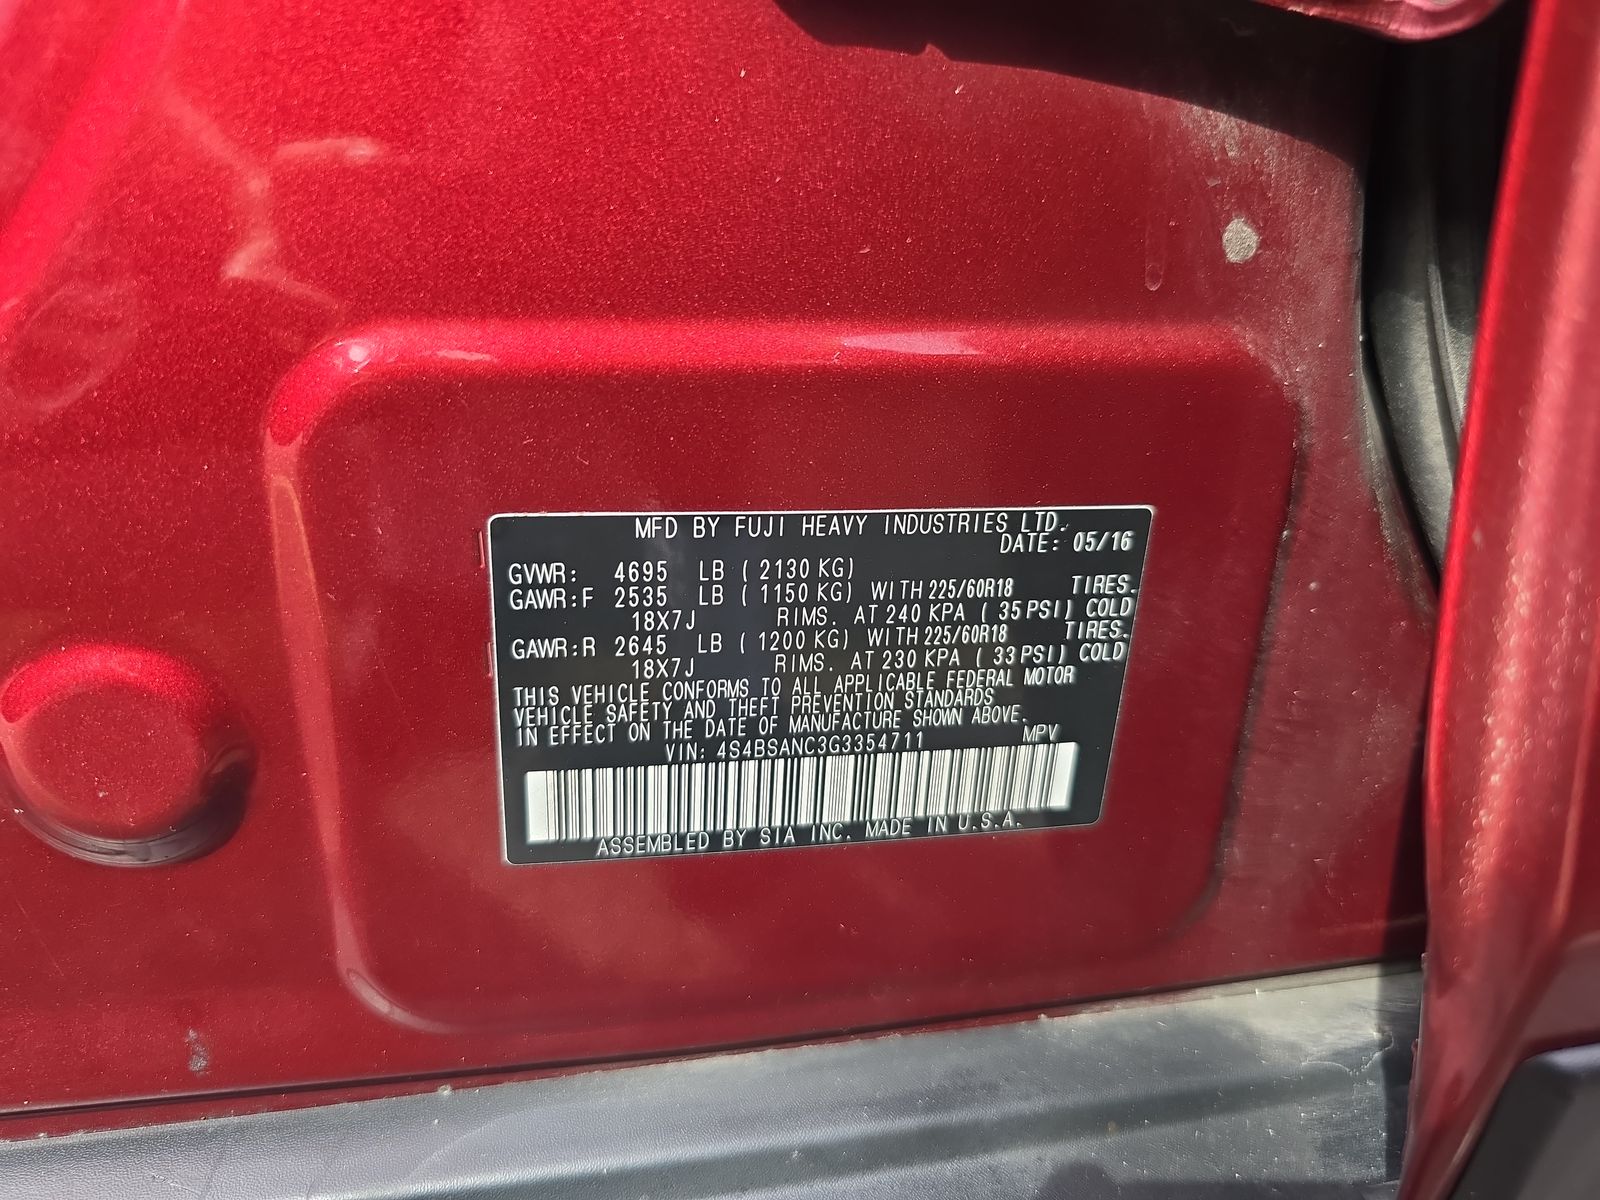 MFD BY FUJI HEAVY INDUSTRIES LTD.
DATE: 05/16
GVWR: 4695 LB ( 2130 KG)
GAWR:F 2535 LB ( 1150 KG) WITH 225/60R18 TIRES.
18X7J RIMS. AT 240 KPA ( 35 PSI) COLD
GAWR:R 2645 LB ( 1200 KG) WITH 225/60R18 TIRES.
18X7J RIMS. AT 230 KPA ( 33 PSI) COLD
THIS VEHICLE CONFORMS TO ALL APPLICABLE FEDERAL MOTOR
VEHICLE SAFETY AND THEFT PREVENTION STANDARDS
IN EFFECT ON THE DATE OF MANUFACTURE SHOWN ABOVE.
VIN: 4S4BSANC3G3354711 MPV
ASSEMBLED BY SIA INC. MADE IN U.S.A.